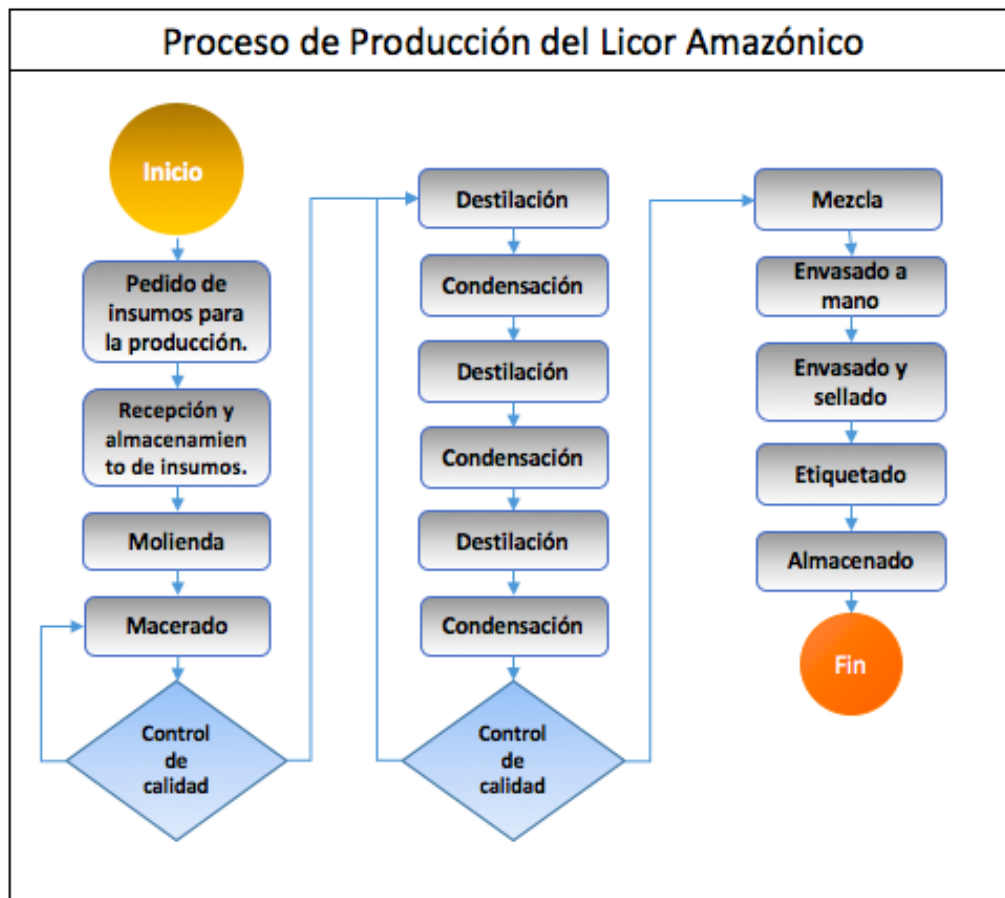 Proceso de Producción del Licor Amazónico
Inicio
Pedido de
insumos para
la producción.
Recepción y
almacenamien
to de insumos.
Molienda
Macerado
Control
de
calidad
Destilación
Condensación
Destilación
Condensación
Destilación
Condensación
Control
de
calidad
Mezcla
Envasado a
mano
Envasado y
sellado
Etiquetado
Almacenado
Fin